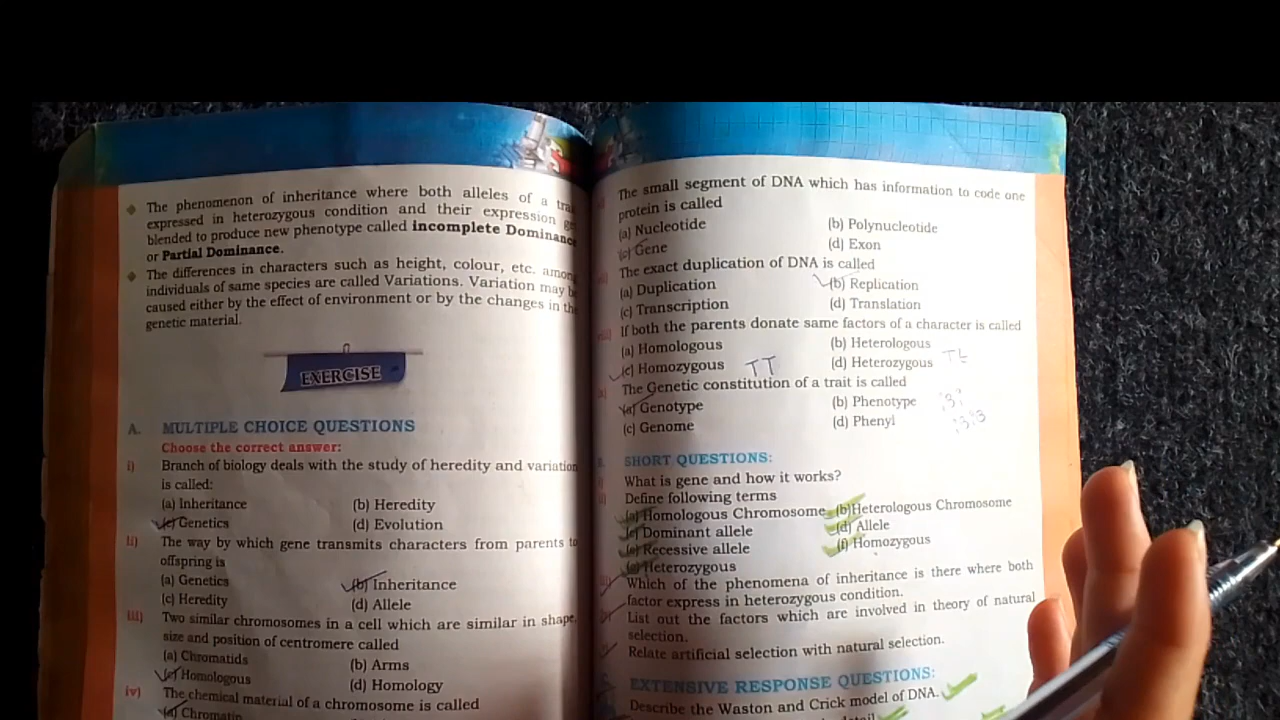 The phenomenon of inheritance where both alleles of a
expressed in heterozygous condition and their expression
blended to produce new phenotype called incomplete Dominance
or Partial Dominance.
The differences in characters such as height, colour, etc. among
individuals of same species are called Variations. Variation may
caused either by the effect of environment or by the changes in the
genetic material.
EXERCISE
A. MULTIPLE CHOICE QUESTIONS
Choose the correct answer:
i) Branch of biology deals with the study of heredity and variation
is called:
(a) Inheritance (b) Heredity
(c) Genetics (d) Evolution
ii) The way by which gene transmits characters from parents to
offspring is
(a) Genetics (b) Inheritance
(c) Heredity (d) Allele
iii) Two similar chromosomes in a cell which are similar in shape,
size and position of centromere called
(a) Chromatids (b) Arms
(c) Homologous (d) Homology
iv) The chemical material of a chromosome is called
(a) Chromatin
The small segment of DNA which has information to code one
protein is called
(a) Nucleotide (b) Polynucleotide
(c) Gene (d) Exon
The exact duplication of DNA is called
(a) Duplication (b) Replication
(c) Transcription (d) Translation
If both the parents donate same factors of a character is called
(a) Homologous (b) Heterologous
(c) Homozygous TT (d) Heterozygous Tt
The Genetic constitution of a trait is called
(a) Genotype (b) Phenotype
(c) Genome (d) Phenyl
SHORT QUESTIONS:
What is gene and how it works?
Define following terms
(a) Homologous Chromosome (b) Heterologous Chromosome
(c) Dominant allele (d) Allele
(e) Recessive allele (f) Homozygous
Heterozygous
Which of the phenomena of inheritance is there where both
factor express in heterozygous condition.
List out the factors which are involved in theory of natural
selection.
Relate artificial selection with natural selection.
EXTENSIVE RESPONSE QUESTIONS:
Describe the Waston and Crick model of DNA.
detail